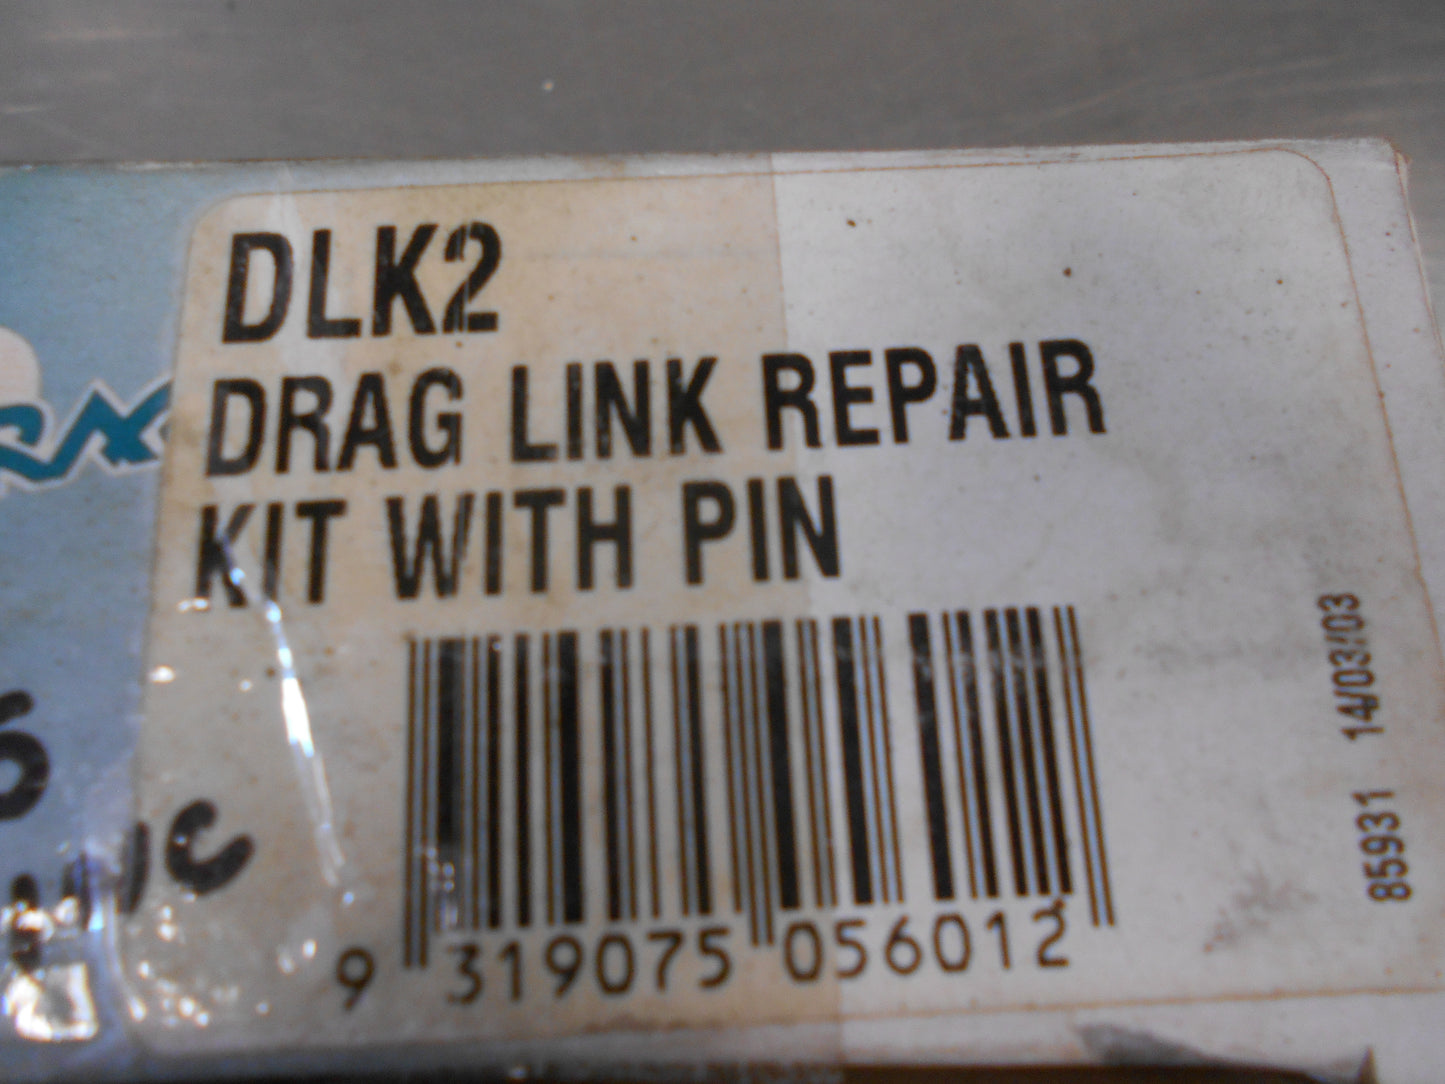 DLK2
DRAG LINK REPAIR
KIT WITH PIN
9 319075 056012
85931 14/03/03